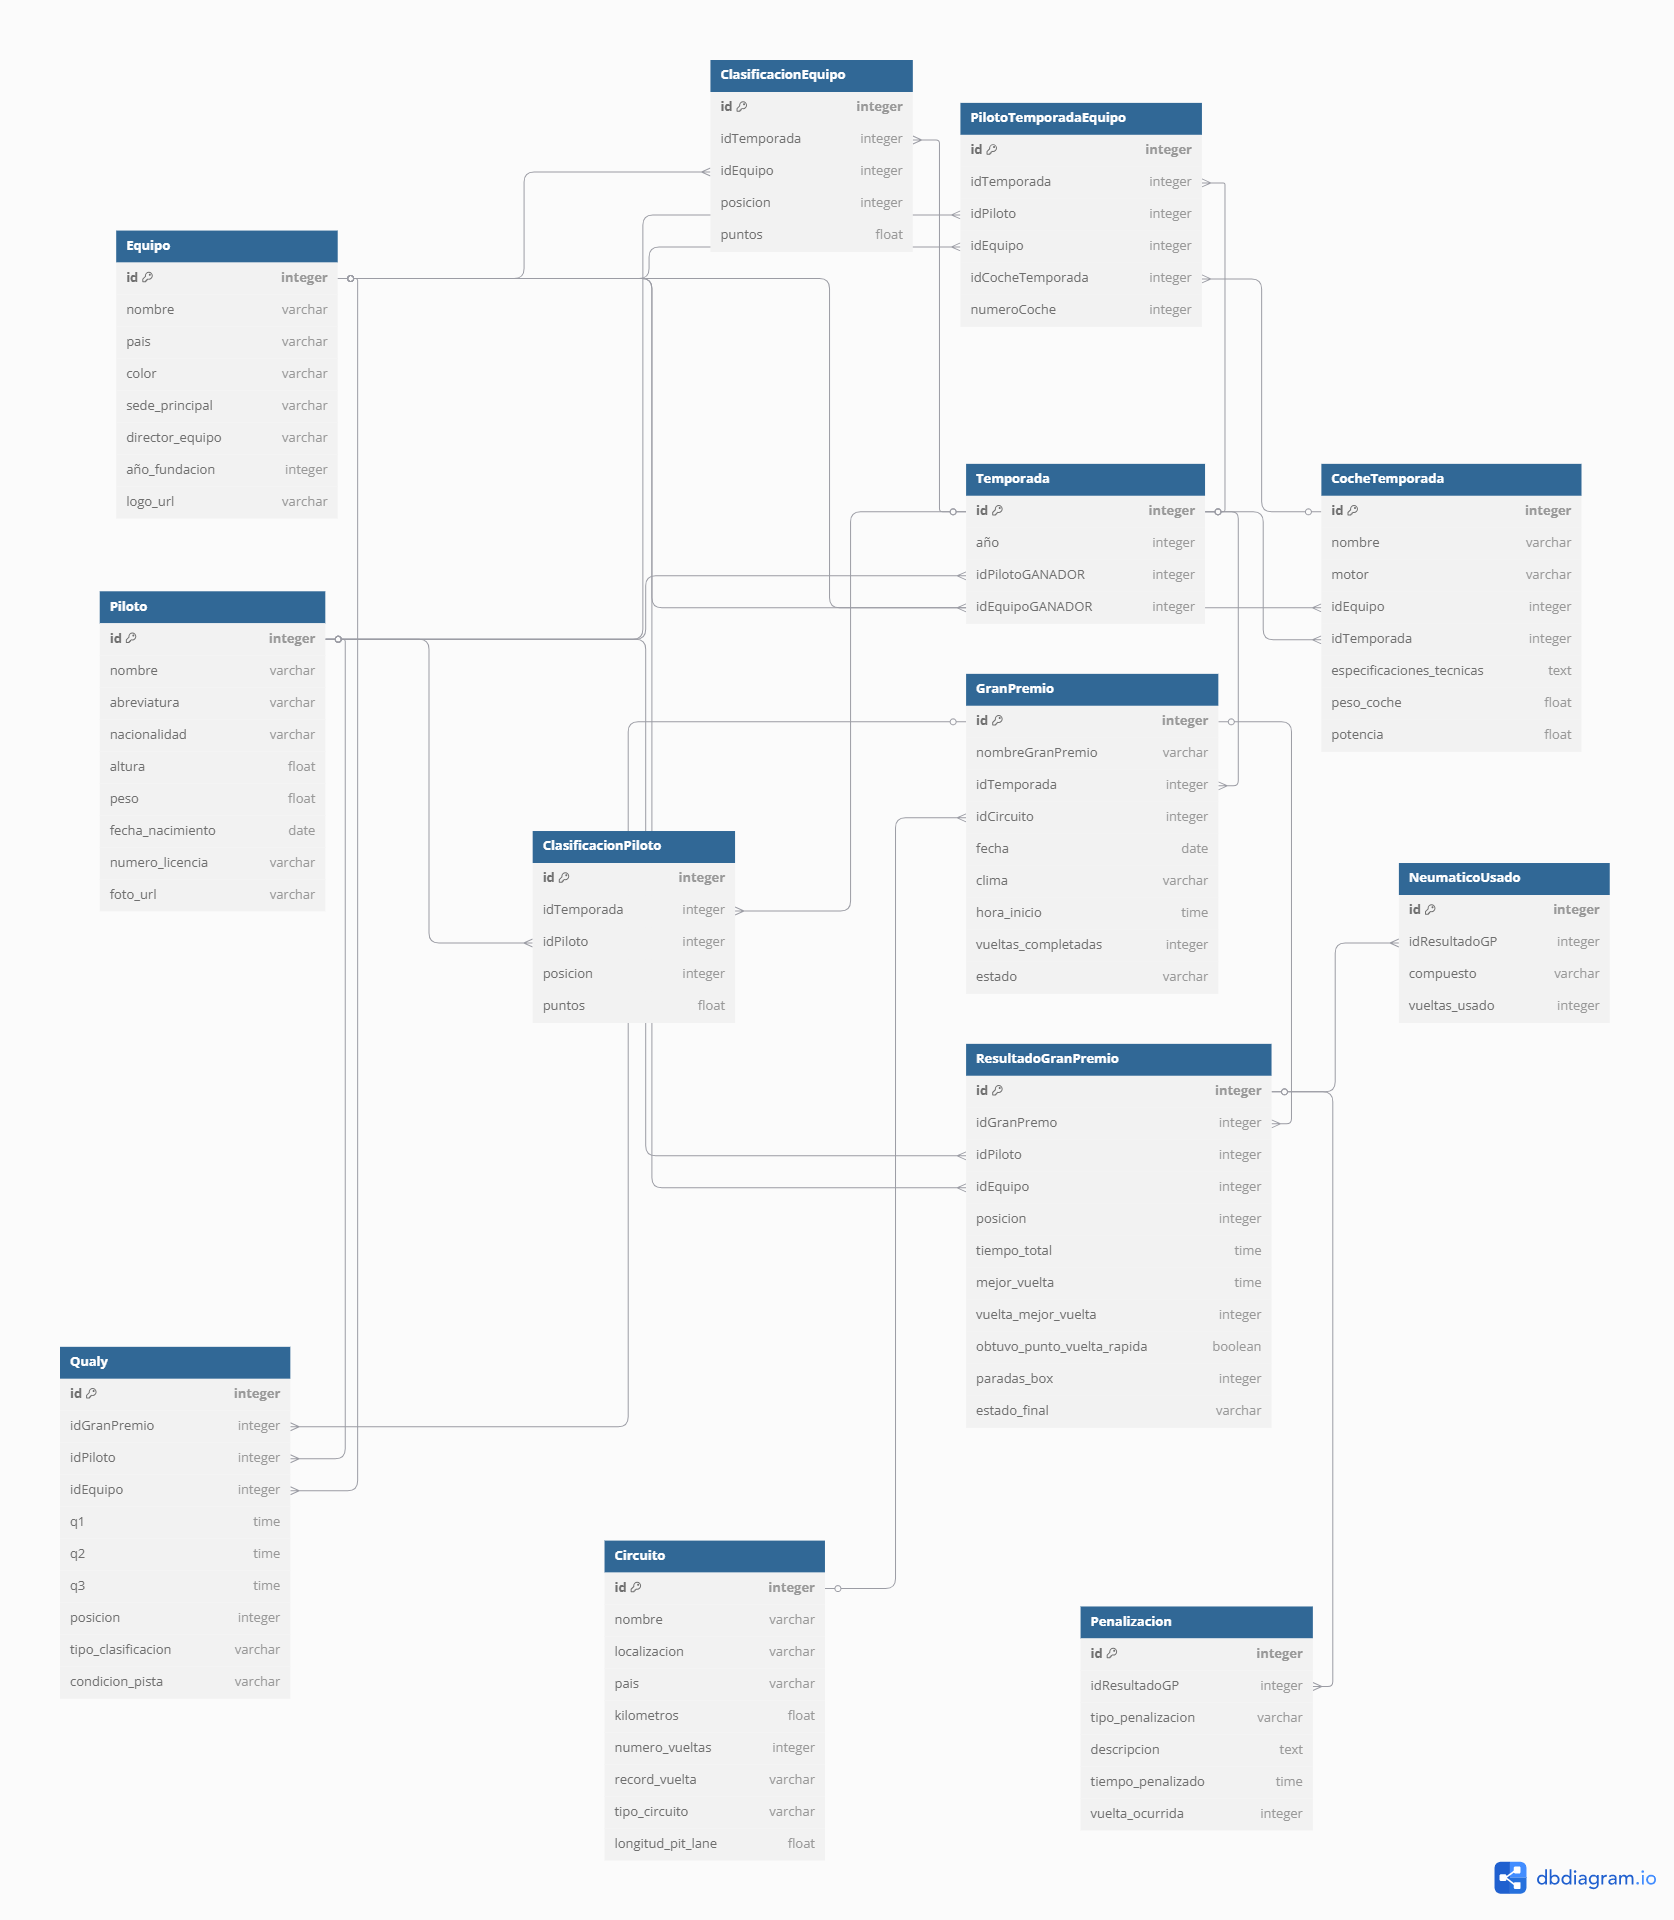 ClasificacionEquipo
id integer
idTemporada integer
idEquipo integer
posicion integer
puntos float
PilotoTemporadaEquipo
id integer
idTemporada integer
idPiloto integer
idEquipo integer
idCocheTemporada integer
numeroCoche integer
Equipo
id integer
nombre varchar
pais varchar
color varchar
sede_principal varchar
director_equipo varchar
año_fundacion integer
logo_url varchar
Temporada
id integer
año integer
idPilotoGANADOR integer
idEquipoGANADOR integer
CocheTemporada
id integer
nombre varchar
motor varchar
idEquipo integer
idTemporada integer
especificaciones_tecnicas text
peso_coche float
potencia float
Piloto
id integer
nombre varchar
abreviatura varchar
nacionalidad varchar
altura float
peso float
fecha_nacimiento date
numero_licencia varchar
foto_url varchar
GranPremio
id integer
nombreGranPremio varchar
idTemporada integer
idCircuito integer
fecha date
clima varchar
hora_inicio time
vueltas_completadas integer
estado varchar
ClasificacionPiloto
id integer
idTemporada integer
idPiloto integer
posicion integer
puntos float
NeumaticoUsado
id integer
idResultadoGP integer
compuesto varchar
vueltas_usado integer
ResultadoGranPremio
id integer
idGranPremo integer
idPiloto integer
idEquipo integer
posicion integer
tiempo_total time
mejor_vuelta time
vuelta_mejor_vuelta integer
obtuvo_punto_vuelta_rapida boolean
paradas_box integer
estado_final varchar
Qualy
id integer
idGranPremio integer
idPiloto integer
idEquipo integer
q1 time
q2 time
q3 time
posicion integer
tipo_clasificacion varchar
condicion_pista varchar
Circuito
id integer
nombre varchar
localizacion varchar
pais varchar
kilometros float
numero_vueltas integer
record_vuelta varchar
tipo_circuito varchar
longitud_pit_lane float
Penalizacion
id integer
idResultadoGP integer
tipo_penalizacion varchar
descripcion text
tiempo_penalizado time
vuelta_ocurrida integer
dbdiagram.io